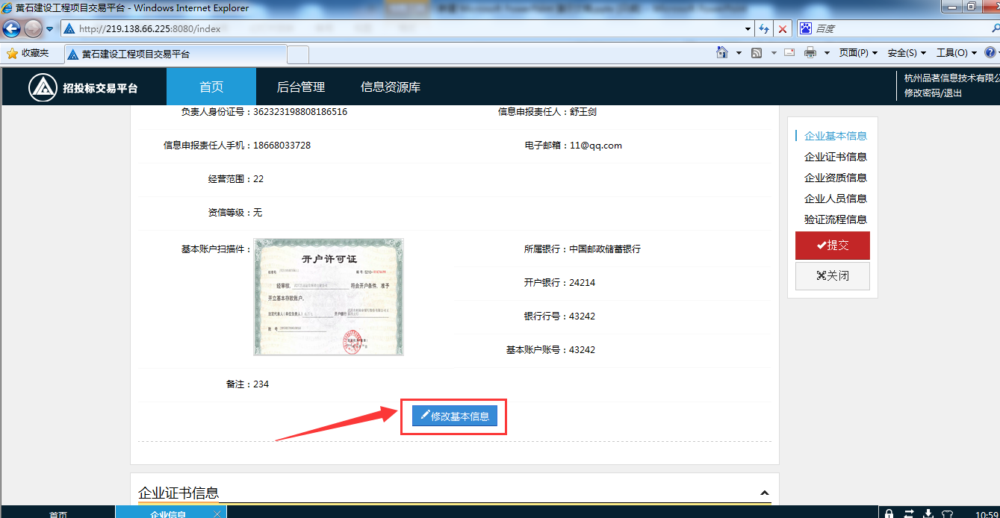 黄石建设工程项目交易平台 - Windows Internet Explorer
http://219.138.66.225:8080/index
百度
收藏夹
黄石建设工程项目交易平台
页面(P) 安全(S) 工具(O)
招投标交易平台
首页
后台管理
信息资源库
杭州品茗信息技术有限公
修改密码/退出
负责人身份证号：362323198808186516
信息申报责任人：舒王剑
信息申报责任人手机：18668033728
电子邮箱：11@qq.com
经营范围：22
资信等级：无
基本账户扫描件：
开户许可证
经审核,
符合开户条件，准予
开立基本存款账户。
所属银行：中国邮政储蓄银行
开户银行：24214
银行行号：43242
基本账户账号：43242
备注：234
修改基本信息
企业证书信息
企业基本信息
企业证书信息
企业资质信息
企业人员信息
验证流程信息
提交
关闭
首页
企业信息
10:59